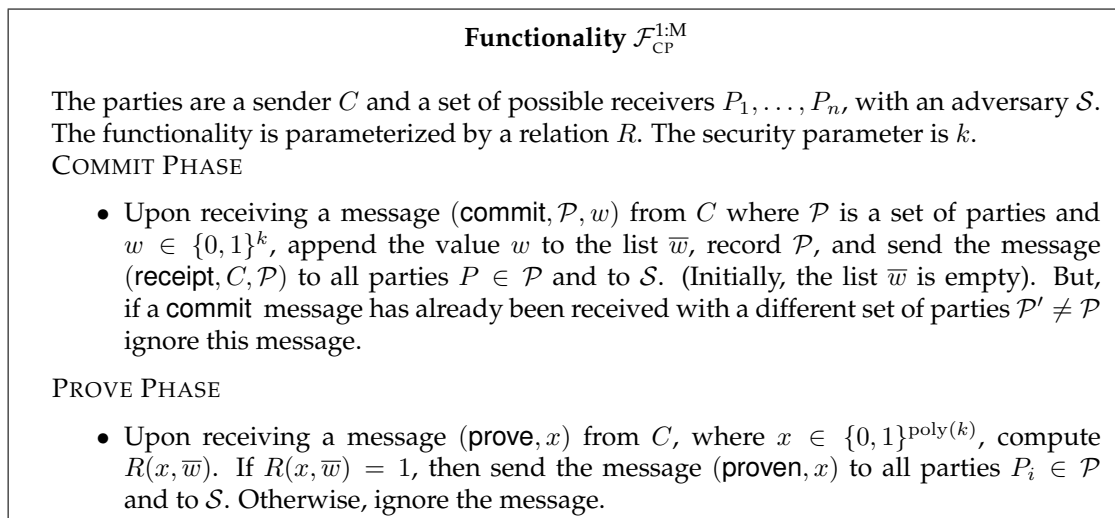 Functionality $\mathcal{F}_{\text{CP}}^{\text{1:M}}$
The parties are a sender $C$ and a set of possible receivers $P_1, \ldots, P_n$, with an adversary $\mathcal{S}$.
The functionality is parameterized by a relation $R$. The security parameter is $k$.
COMMIT PHASE
• Upon receiving a message (commit, $\mathcal{P}, w$) from $C$ where $\mathcal{P}$ is a set of parties and
$w \in \{0, 1\}^k$, append the value $w$ to the list $\overline{w}$, record $\mathcal{P}$, and send the message
(receipt, $C, \mathcal{P}$) to all parties $P \in \mathcal{P}$ and to $\mathcal{S}$. (Initially, the list $\overline{w}$ is empty). But,
if a commit message has already been received with a different set of parties $\mathcal{P}' \neq \mathcal{P}$
ignore this message.
PROVE PHASE
• Upon receiving a message (prove, $x$) from $C$, where $x \in \{0, 1\}^{\text{poly}(k)}$, compute
$R(x, \overline{w})$. If $R(x, \overline{w}) = 1$, then send the message (proven, $x$) to all parties $P_i \in \mathcal{P}$
and to $\mathcal{S}$. Otherwise, ignore the message.